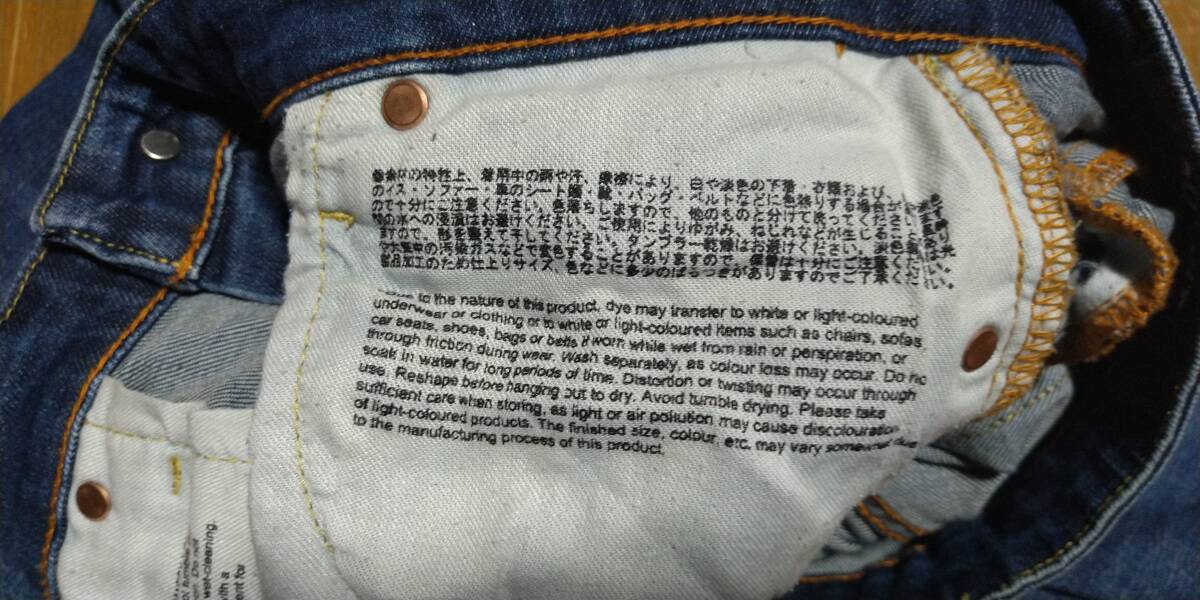 の特性上、着用中の雨や汗、摩擦により、白や淡色の下着・衣類および、
のイス・ソファー・車のシート・靴・バッグ・ベルトなどに色移りする場合が
ので十分にご注意ください。色落ちしますので、他のものと分けて洗ってください。
の水への浸漬はお避けください。ご使用によりゆがみ、ねじれなどが生じる
ますので、形を整えて干してください。タンブラー乾燥はお避けください。淡色
や大気中の汚染ガスなどで変色することがありますので、保管は十分にご注意ください。
製品加工のため仕上りサイズ、色などに多少のばらつきがありますのでご了承ください。
to the nature of this product, dye may transfer to white or light-coloured
underwear or clothing or to white or light-coloured items such as chairs, sofas,
car seats, shoes, bags or belts if worn while wet from rain or perspiration, or
through friction during wear. Wash separately, as colour loss may occur. Do not
soak in water for long periods of time. Distortion or twisting may occur through
use. Reshape before hanging out to dry. Avoid tumble drying. Please take
sufficient care when storing, as light or air pollution may cause discolouration
of light-coloured products. The finished size, colour, etc. may vary somewhat due
to the manufacturing process of this product.
tumble
Do not
wet-cleaning.
with a
ent for